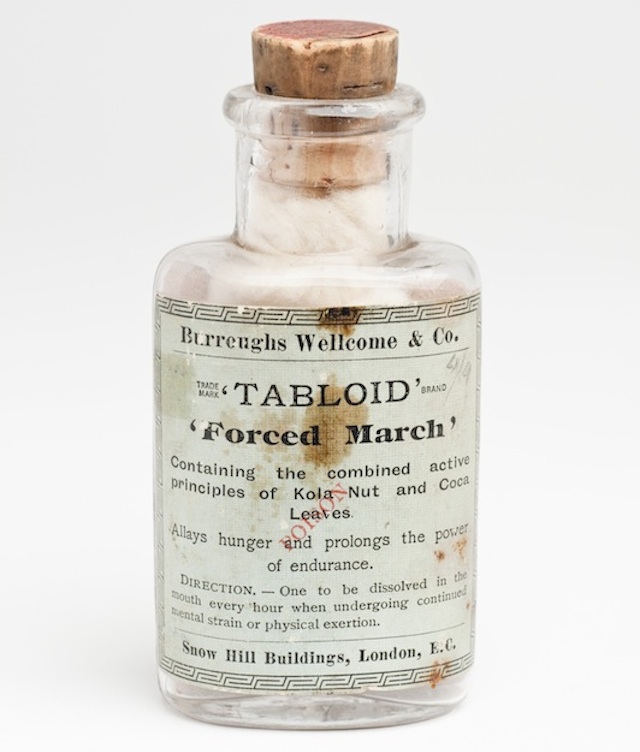 Burroughs Wellcome & Co.
TRADE MARK 'TABLOID' BRAND
'Forced March'
Containing the combined active
principles of Kola Nut and Coca
Leaves.
POISON
Allays hunger and prolongs the power
of endurance.
DIRECTION. — One to be dissolved in the
mouth every hour when undergoing continued
mental strain or physical exertion.
Snow Hill Buildings, London, E.C.